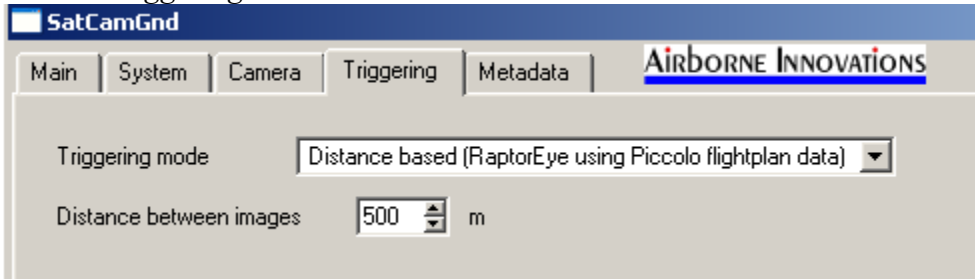 SatCamGnd
Main System Camera Triggering Metadata AIRBORNE INNOVATIONS
Triggering mode Distance based (RaptorEye using Piccolo flightplan data)
Distance between images 500 m